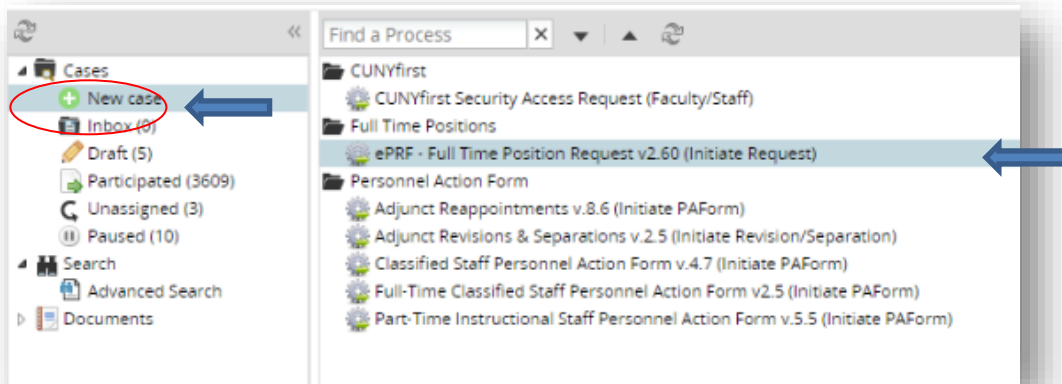 Cases
New case
Inbox (0)
Draft (5)
Participated (3609)
Unassigned (3)
Paused (10)
Search
Advanced Search
Documents
Find a Process
CUNYfirst
CUNYfirst Security Access Request (Faculty/Staff)
Full Time Positions
ePRF - Full Time Position Request v2.60 (Initiate Request)
Personnel Action Form
Adjunct Reappointments v.8.6 (Initiate PAForm)
Adjunct Revisions & Separations v.2.5 (Initiate Revision/Separation)
Classified Staff Personnel Action Form v.4.7 (Initiate PAForm)
Full-Time Classified Staff Personnel Action Form v2.5 (Initiate PAForm)
Part-Time Instructional Staff Personnel Action Form v.5.5 (Initiate PAForm)